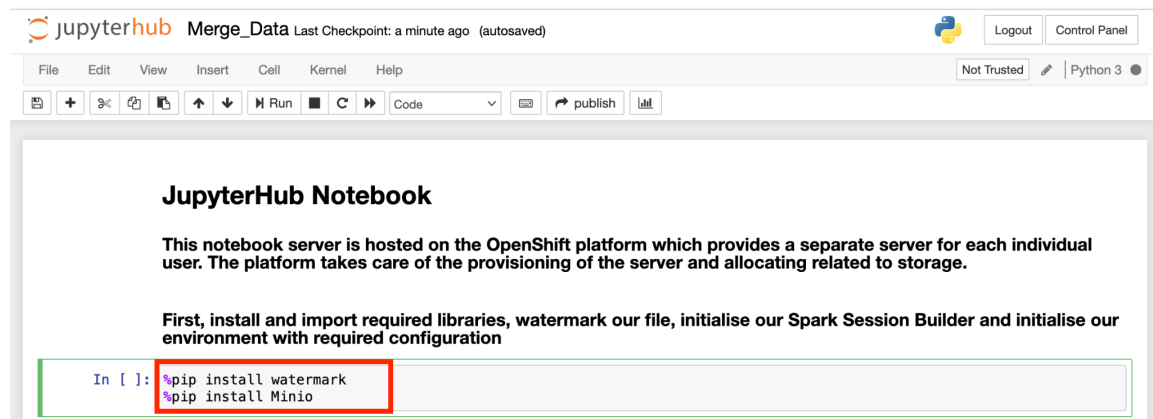 jupyterhub Merge_Data Last Checkpoint: a minute ago (autosaved) Logout Control Panel
File Edit View Insert Cell Kernel Help Not Trusted Python 3
Run Code publish
JupyterHub Notebook
This notebook server is hosted on the OpenShift platform which provides a separate server for each individual
user. The platform takes care of the provisioning of the server and allocating related to storage.
First, install and import required libraries, watermark our file, initialise our Spark Session Builder and initialise our
environment with required configuration
In [ ]: %pip install watermark
%pip install Minio